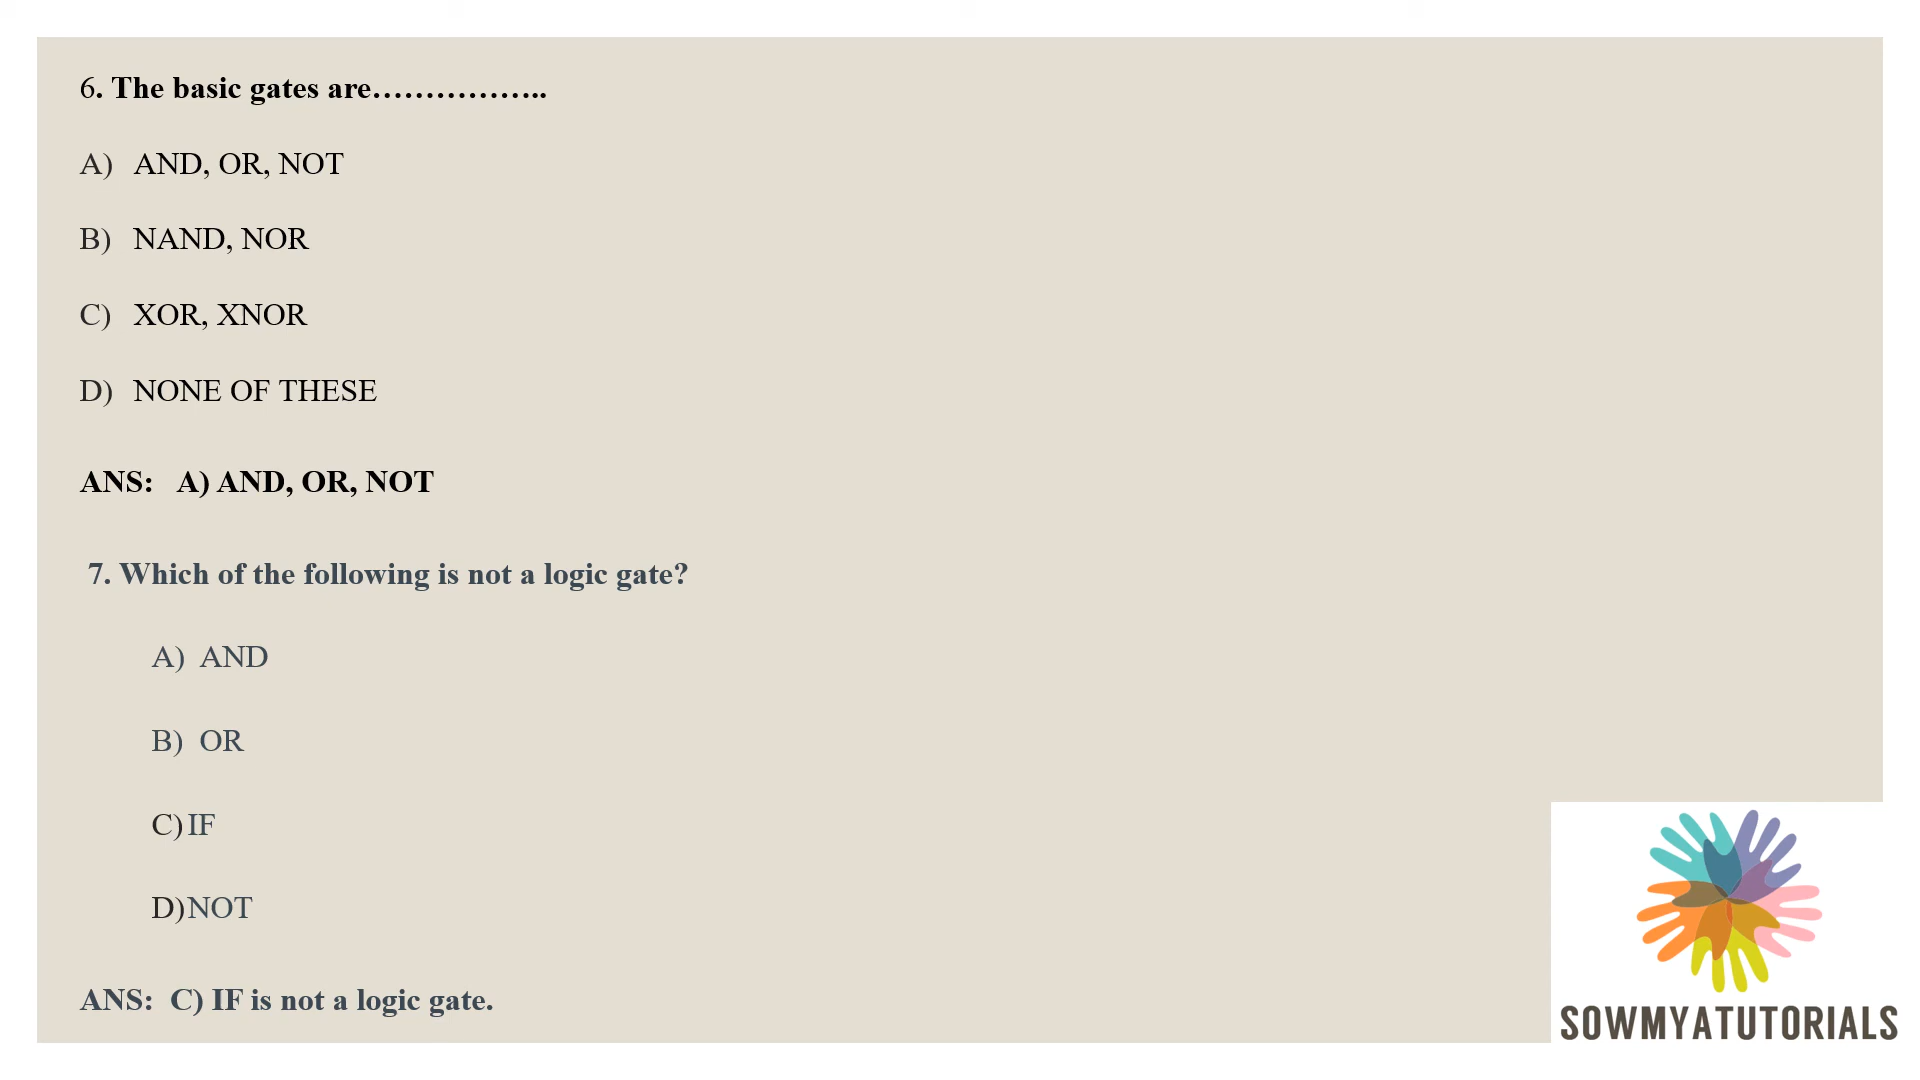 6. The basic gates are……………..
A) AND, OR, NOT
B) NAND, NOR
C) XOR, XNOR
D) NONE OF THESE
ANS: A) AND, OR, NOT
7. Which of the following is not a logic gate?
A) AND
B) OR
C) IF
D) NOT
ANS: C) IF is not a logic gate.
SOWMYATUTORIALS